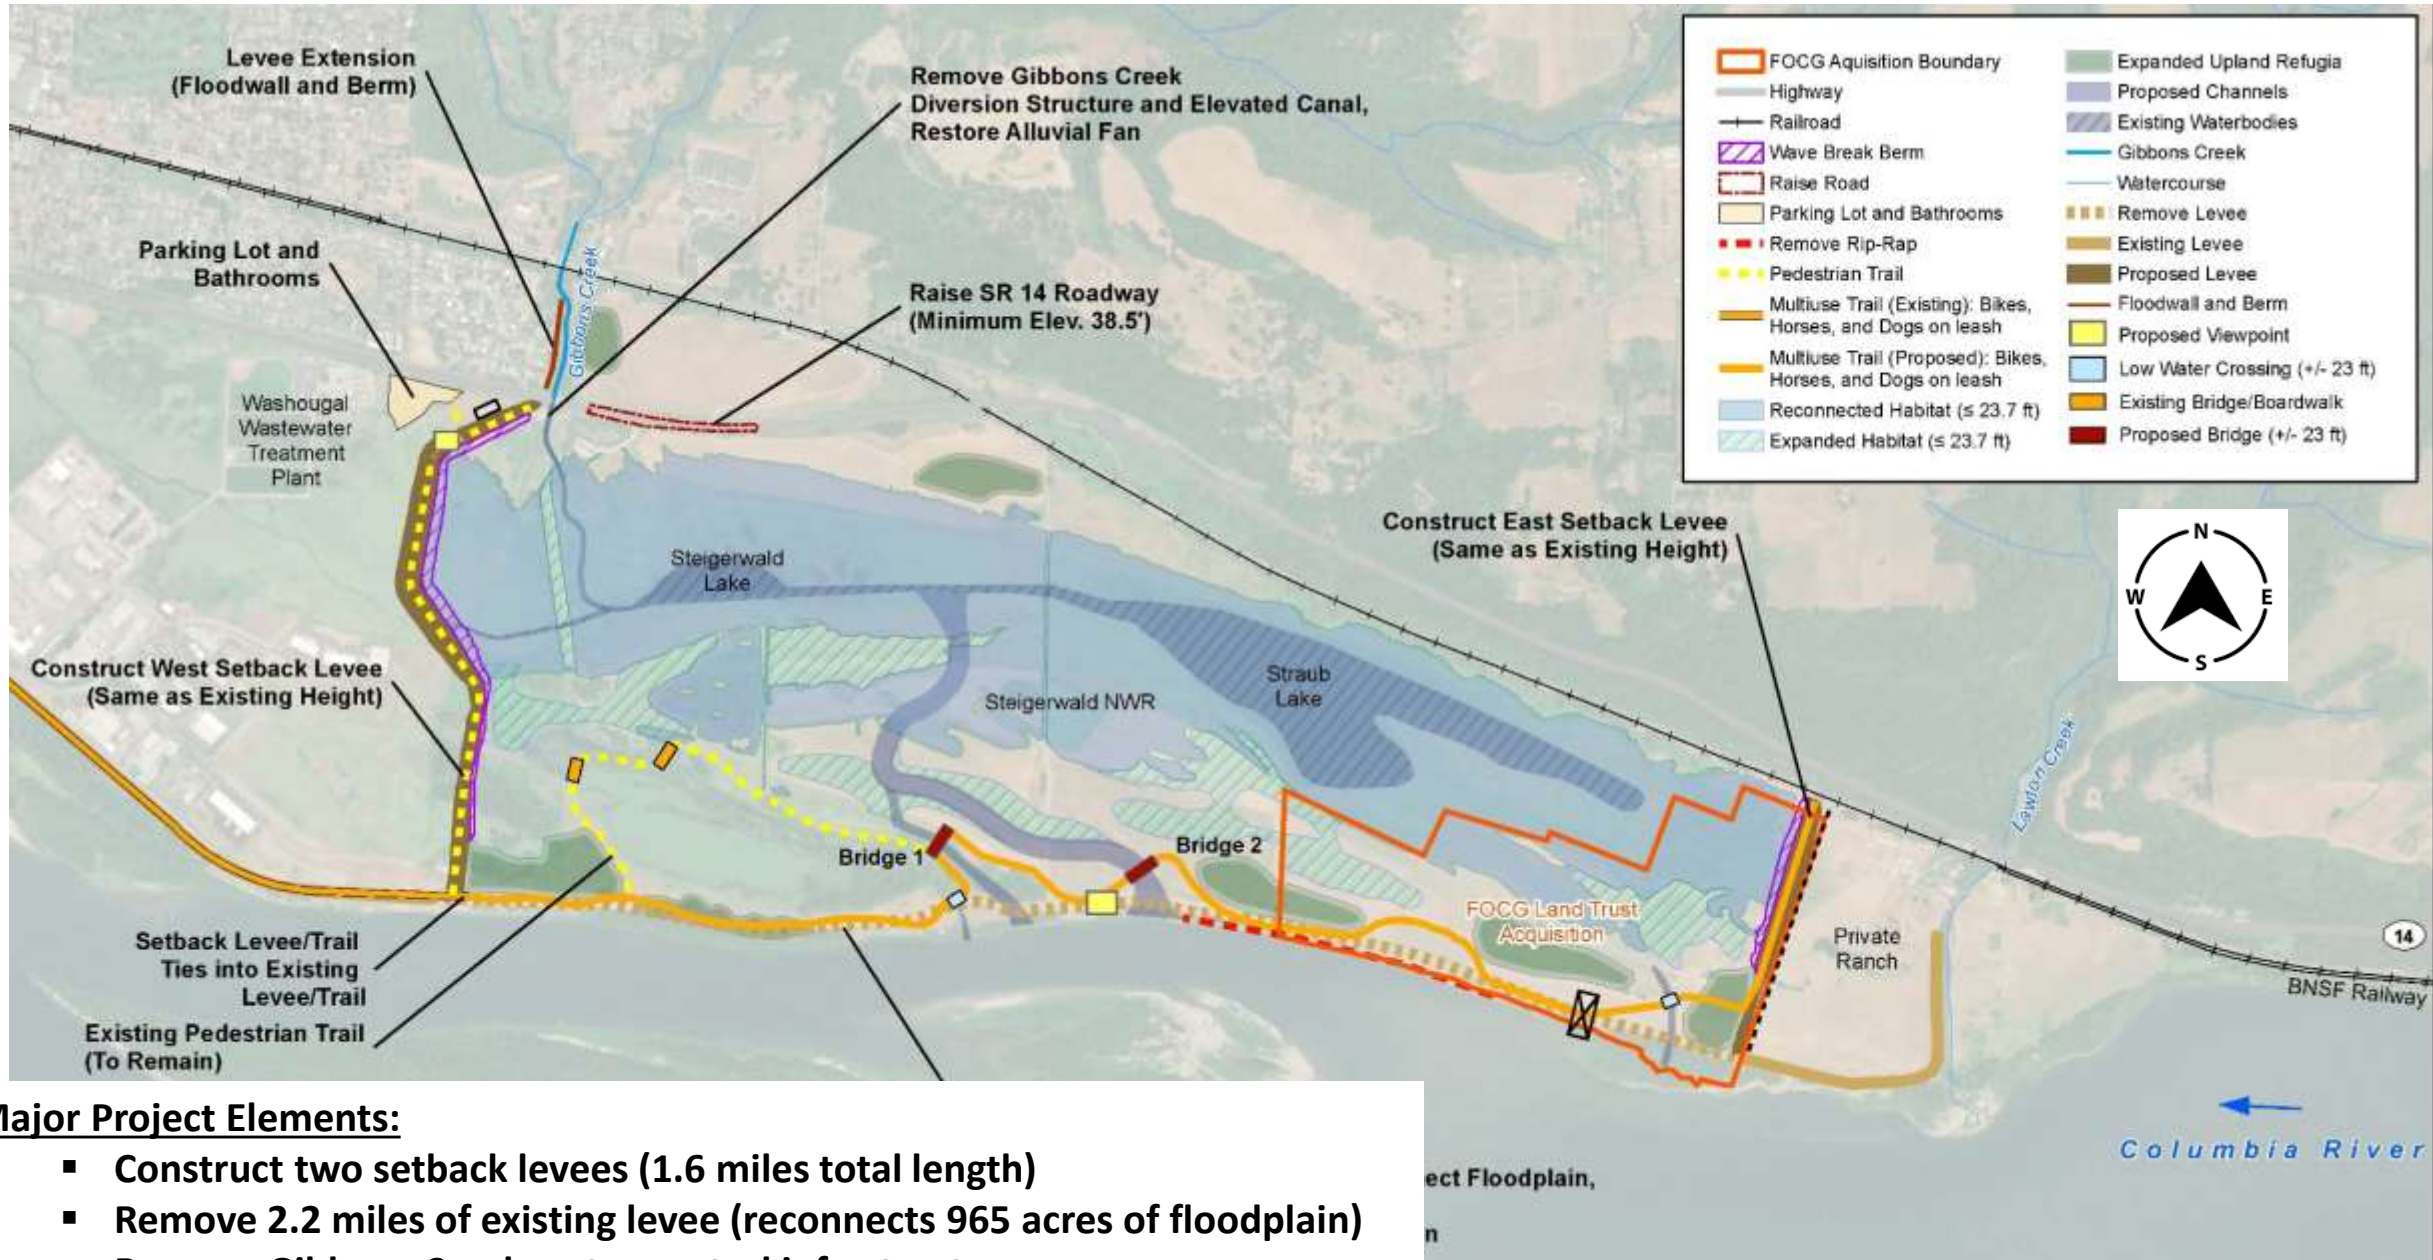 Levee Extension
(Floodwall and Berm)
Remove Gibbons Creek
Diversion Structure and Elevated Canal,
Restore Alluvial Fan
Parking Lot and
Bathrooms
Gibbons Creek
Raise SR 14 Roadway
(Minimum Elev. 38.5')
Washougal
Wastewater
Treatment
Plant
FOCG Aquisition Boundary
Highway
Railroad
Wave Break Berm
Raise Road
Parking Lot and Bathrooms
Remove Rip-Rap
Pedestrian Trail
Multiuse Trail (Existing): Bikes,
Horses, and Dogs on leash
Multiuse Trail (Proposed): Bikes,
Horses, and Dogs on leash
Reconnected Habitat (≤ 23.7 ft)
Expanded Habitat (≤ 23.7 ft)
Expanded Upland Refugia
Proposed Channels
Existing Waterbodies
Gibbons Creek
Watercourse
Remove Levee
Existing Levee
Proposed Levee
Floodwall and Berm
Proposed Viewpoint
Low Water Crossing (+/- 23 ft)
Existing Bridge/Boardwalk
Proposed Bridge (+/- 23 ft)
Construct East Setback Levee
(Same as Existing Height)
N
W E
S
Steigerwald
Lake
Construct West Setback Levee
(Same as Existing Height)
Straub
Lake
Steigerwald NWR
Lawton Creek
Bridge 1
Bridge 2
FOCG Land Trust
Acquisition
Private
Ranch
14
BNSF Railway
Setback Levee/Trail
Ties into Existing
Levee/Trail
Existing Pedestrian Trail
(To Remain)
Columbia River
Major Project Elements:
▪ Construct two setback levees (1.6 miles total length)
▪ Remove 2.2 miles of existing levee (reconnects 965 acres of floodplain)
ect Floodplain,
n